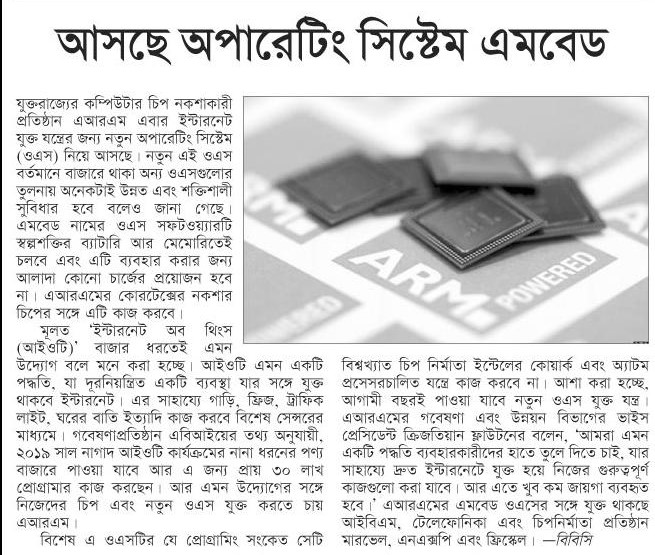 আসছে অপারেটিং সিস্টেম এমবেড
যুক্তরাজ্যের কম্পিউটার চিপ নকশাকারী
প্রতিষ্ঠান এআরএম এবার ইন্টারনেট
যুক্ত যন্ত্রের জন্য নতুন অপারেটিং সিস্টেম
(ওএস) নিয়ে আসছে। নতুন এই ওএস
বর্তমানে বাজারে থাকা অন্য ওএসগুলোর
তুলনায় অনেকটাই উন্নত এবং শক্তিশালী
সুবিধার হবে বলেও জানা গেছে।
এমবেড নামের ওএস সফটওয়্যারটি
স্বল্পশক্তির ব্যাটারি আর মেমোরিতেই
চলবে এবং এটি ব্যবহার করার জন্য
আলাদা কোনো চার্জের প্রয়োজন হবে
না। এআরএমের কোরটেক্সের নকশার
চিপের সঙ্গে এটি কাজ করবে।
মূলত 'ইন্টারনেট অব থিংস
(আইওটি)' বাজার ধরতেই এমন
উদ্যোগ বলে মনে করা হচ্ছে। আইওটি এমন একটি
পদ্ধতি, যা দূরনিয়ন্ত্রিত একটি ব্যবস্থা যার সঙ্গে যুক্ত
থাকবে ইন্টারনেট। এর সাহায্যে গাড়ি, ফ্রিজ, ট্রাফিক
লাইট, ঘরের বাতি ইত্যাদি কাজ করবে বিশেষ সেন্সরের
মাধ্যমে। গবেষণাপ্রতিষ্ঠান এবিআইয়ের তথ্য অনুযায়ী,
২০১৯ সাল নাগাদ আইওটি কার্যক্রমের নানা ধরনের পণ্য
বাজারে পাওয়া যাবে আর এ জন্য প্রায় ৩০ লাখ
প্রোগ্রামার কাজ করছেন। আর এমন উদ্যোগের সঙ্গে
নিজেদের চিপ এবং নতুন ওএস যুক্ত করতে চায়
এআরএম।
বিশেষ এ ওএসটির যে প্রোগ্রামিং সংকেত সেটি
ARM
ARM POWERED
বিশ্বখ্যাত চিপ নির্মাতা ইন্টেলের কোয়ার্ক এবং অ্যাটম
প্রসেসরচালিত যন্ত্রে কাজ করবে না। আশা করা হচ্ছে,
আগামী বছরই পাওয়া যাবে নতুন ওএস যুক্ত যন্ত্র।
এআরএমের গবেষণা এবং উন্নয়ন বিভাগের ভাইস
প্রেসিডেন্ট ক্রিজতিয়ান ফ্লাউটনের বলেন, 'আমরা এমন
একটি পদ্ধতি ব্যবহারকারীদের হাতে তুলে দিতে চাই, যার
সাহায্যে দ্রুত ইন্টারনেটে যুক্ত হয়ে নিজের গুরুত্বপূর্ণ
কাজগুলো করা যাবে। আর এতে খুব কম জায়গা ব্যবহৃত
হবে।' এআরএমের এমবেড ওএসের সঙ্গে যুক্ত থাকছে
আইবিএম, টেলেফোনিকা এবং চিপনির্মাতা প্রতিষ্ঠান
মারভেল, এনএক্সপি এবং ফ্রিস্কেল। —বিবিসি